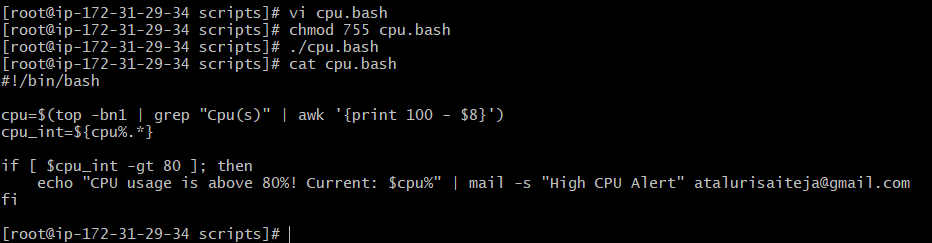 [root@ip-172-31-29-34 scripts]# vi cpu.bash
[root@ip-172-31-29-34 scripts]# chmod 755 cpu.bash
[root@ip-172-31-29-34 scripts]# ./cpu.bash
[root@ip-172-31-29-34 scripts]# cat cpu.bash
#!/bin/bash

cpu=$(top -bn1 | grep "Cpu(s)" | awk '{print 100 - $8}')
cpu_int=${cpu%.*}

if [ $cpu_int -gt 80 ]; then
    echo "CPU usage is above 80%! Current: $cpu%" | mail -s "High CPU Alert" atalurisaiteja@gmail.com
fi

[root@ip-172-31-29-34 scripts]#